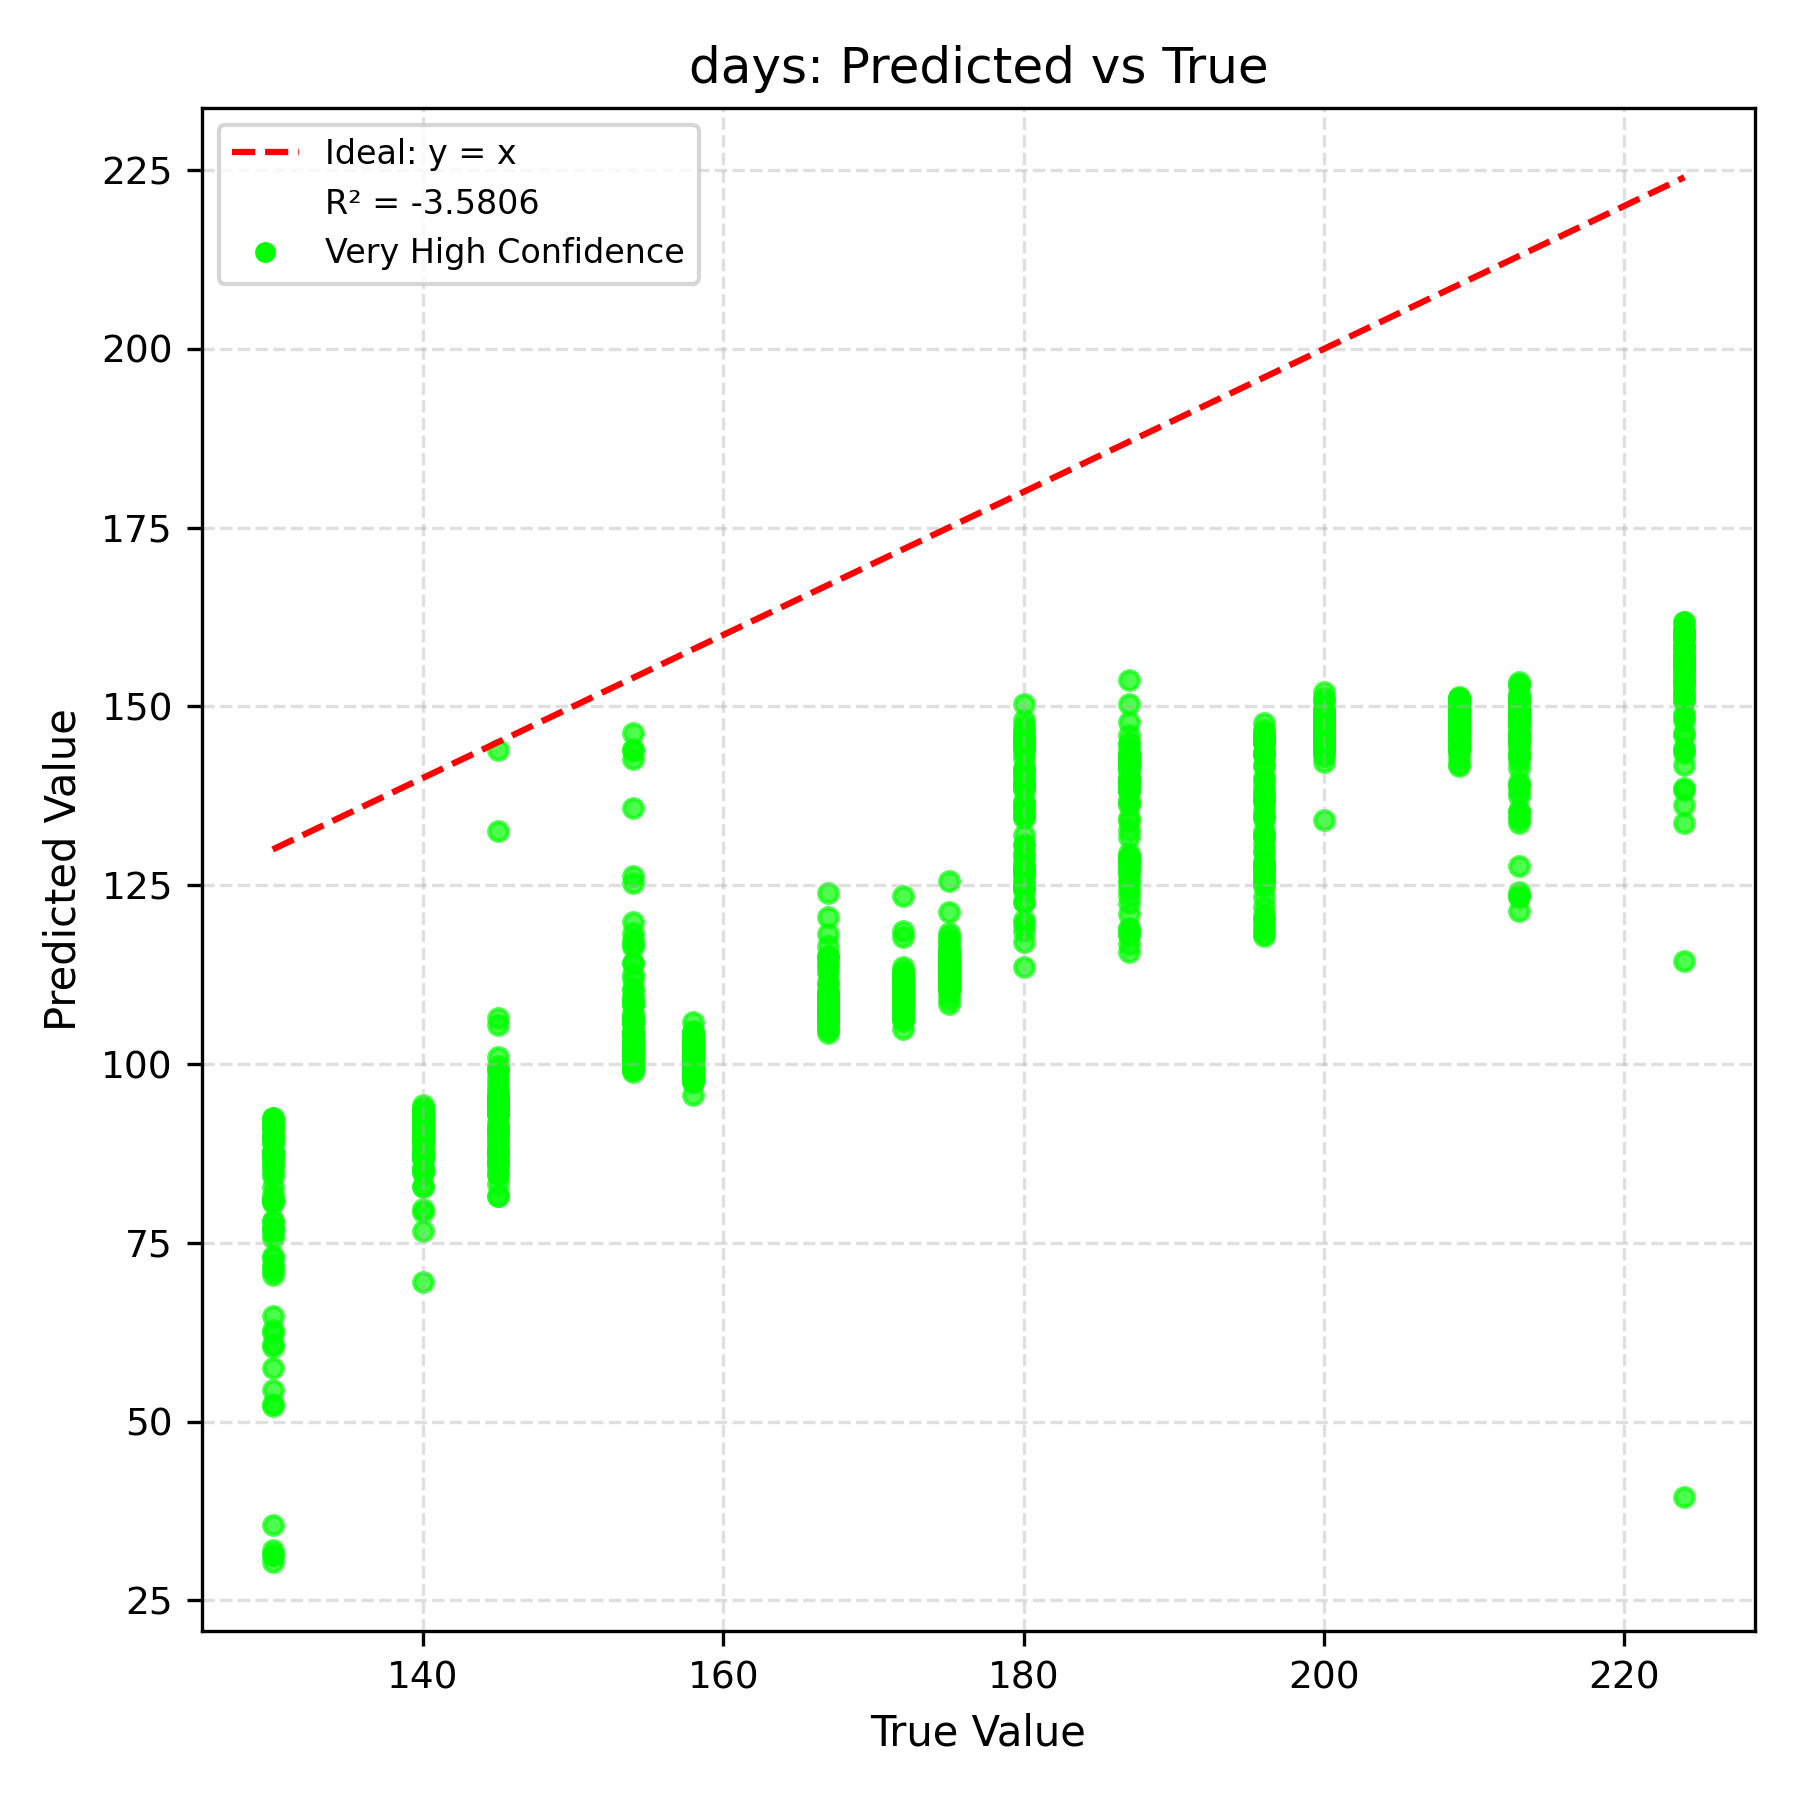 days: Predicted vs True
Ideal: y = x
R² = -3.5806
Very High Confidence
225
200
175
150
125
100
75
50
25
Predicted Value
140 160 180 200 220
True Value